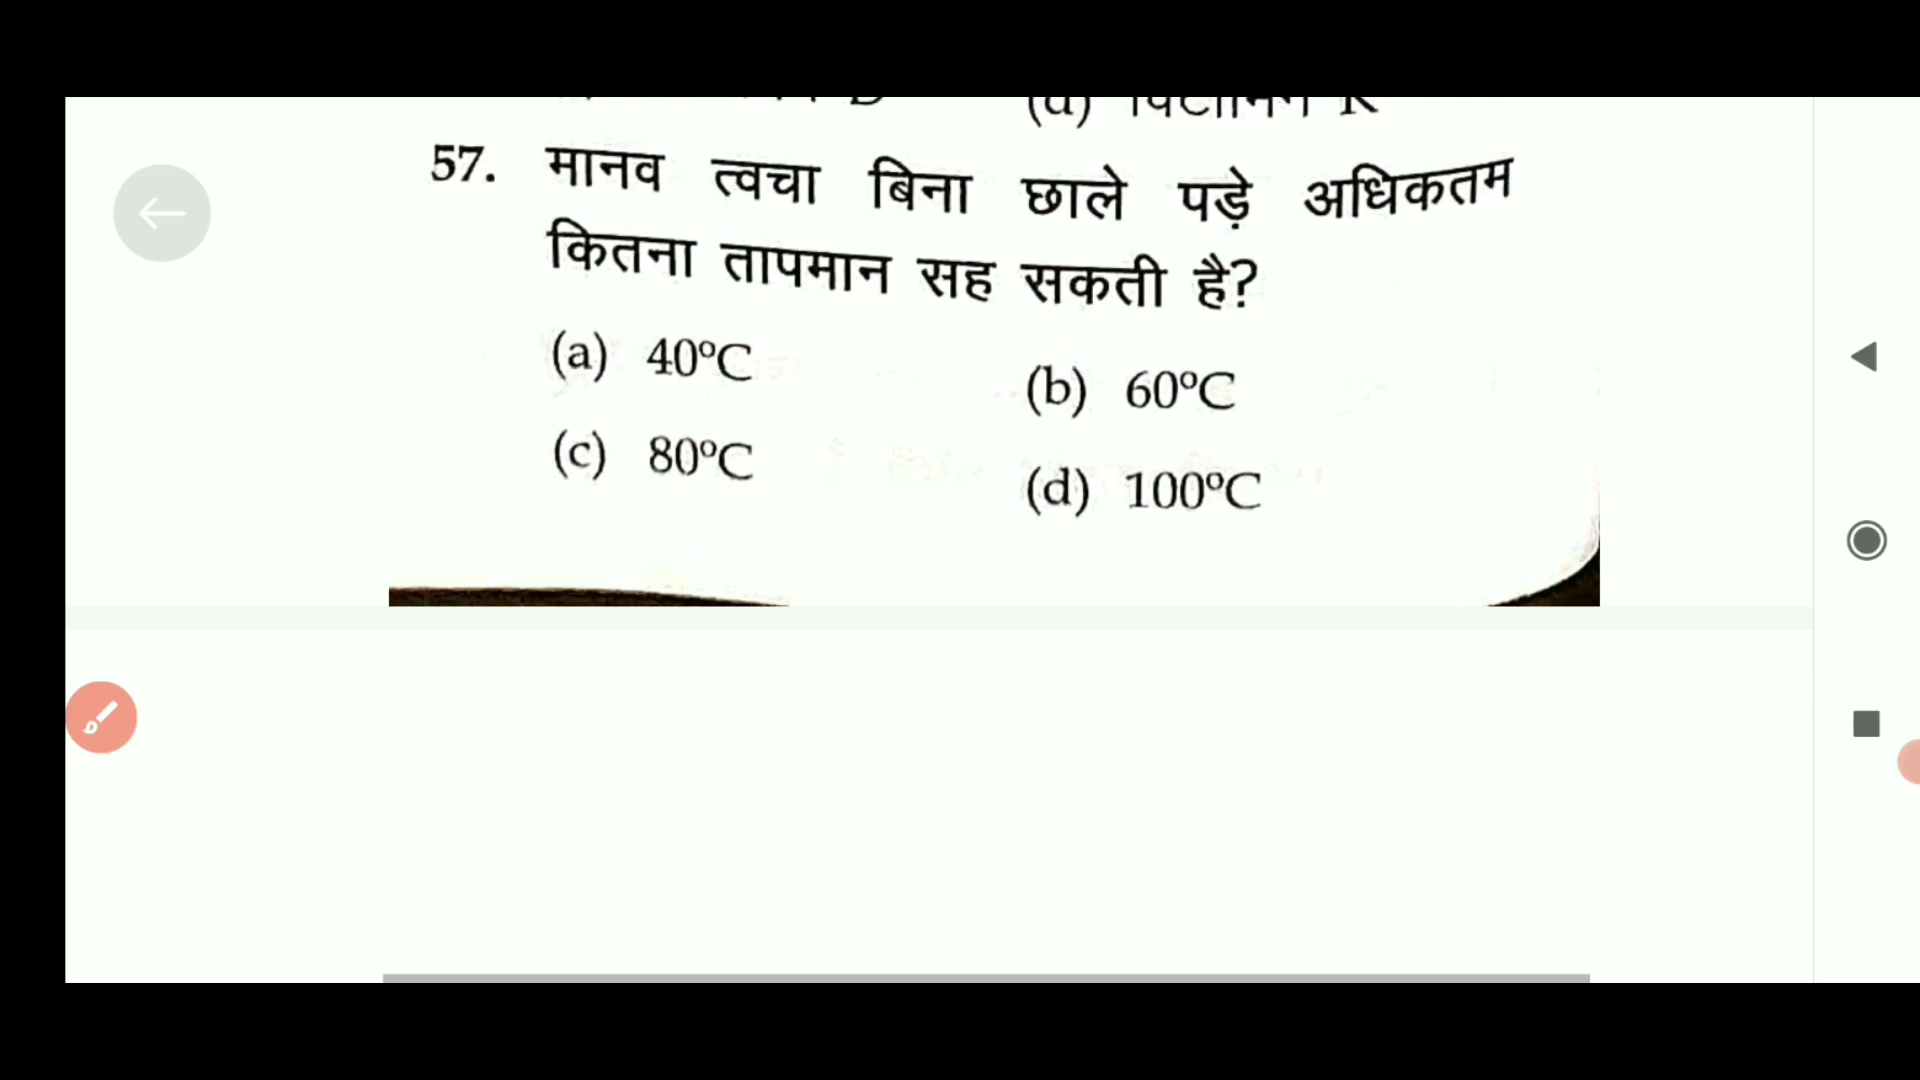 (d) विटामिन K
57. मानव त्वचा बिना छाले पड़े अधिकतम
कितना तापमान सह सकती है?
(a) 40°C (b) 60°C
(c) 80°C (d) 100°C